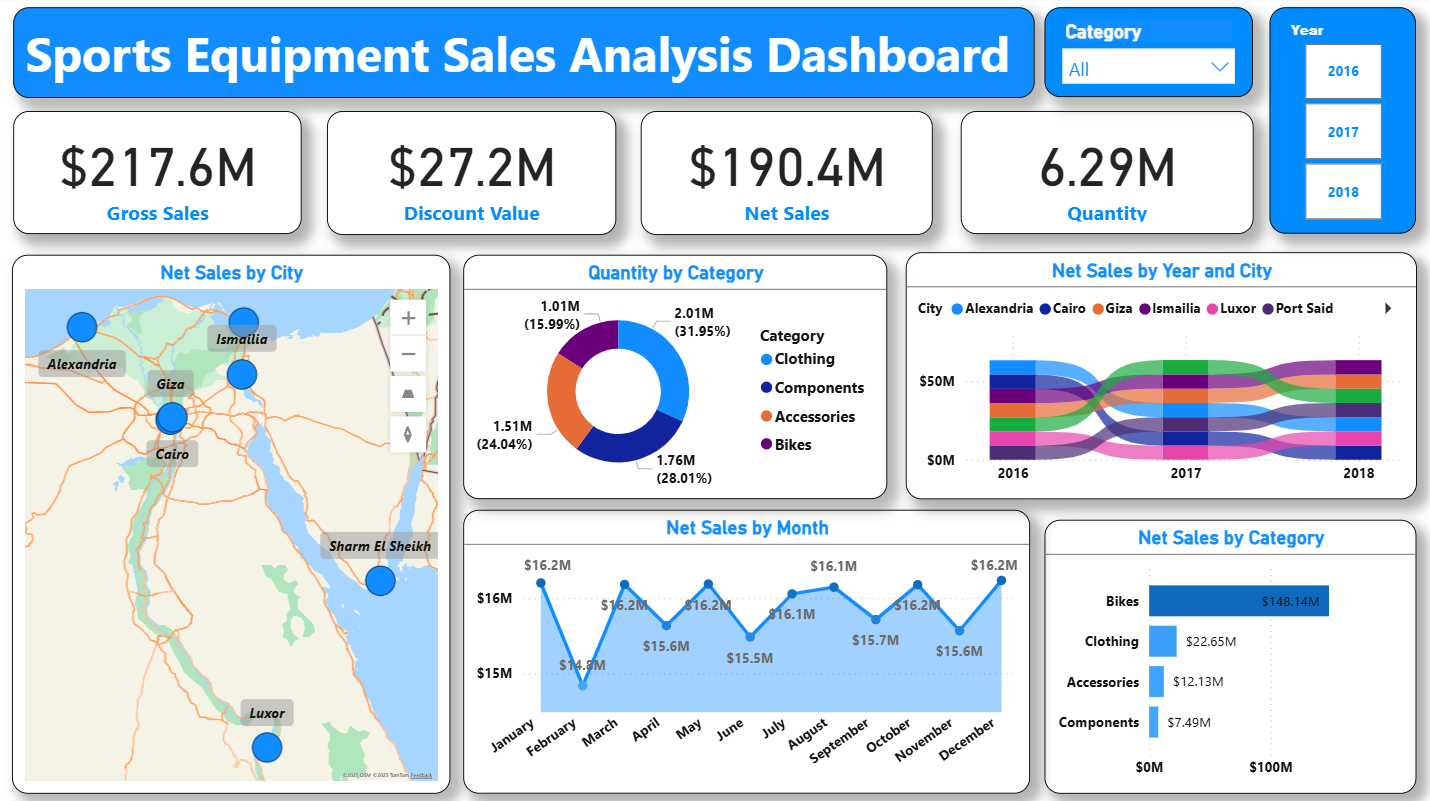 Sports Equipment Sales Analysis Dashboard
Category
All
Year
2016
2017
2018
$217.6M
Gross Sales
$27.2M
Discount Value
$190.4M
Net Sales
6.29M
Quantity
Net Sales by City
Alexandria
Ismailia
Giza
Cairo
Sharm El Sheikh
Luxor
©2025 OSM ©2025 TomTom Feedback
Quantity by Category
1.01M
(15.99%)
2.01M
(31.95%)
1.51M
(24.04%)
1.76M
(28.01%)
Category
Clothing
Components
Accessories
Bikes
Net Sales by Year and City
City Alexandria Cairo Giza Ismailia Luxor Port Said
$50M
$0M
2016 2017 2018
Net Sales by Month
$16M
$15M
$16.2M
$14.8M
$16.2M
$15.6M
$16.2M
$15.5M
$16.1M
$16.1M
$15.7M
$16.2M
$15.6M
$16.2M
January
February
March
April
May
June
July
August
September
October
November
December
Net Sales by Category
Bikes $148.14M
Clothing $22.65M
Accessories $12.13M
Components $7.49M
$0M $100M